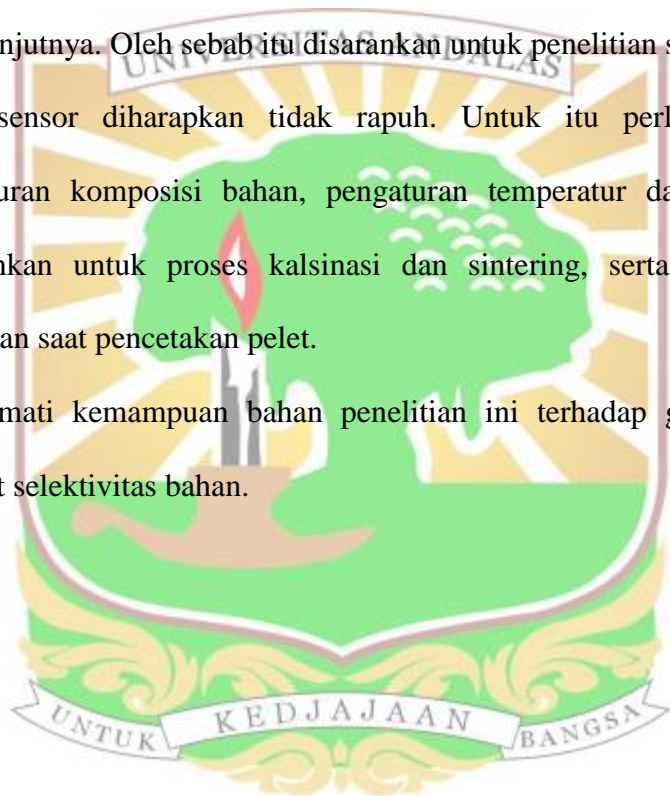 njutnya. Oleh sebab itu disarankan untuk penelitian s
UNIVERSITAS ANDALAS
sensor diharapkan tidak rapuh. Untuk itu perl
uran komposisi bahan, pengaturan temperatur da
nkan untuk proses kalsinasi dan sintering, serta
an saat pencetakan pelet.
mati kemampuan bahan penelitian ini terhadap g
t selektivitas bahan.
UNTUK KEDJAJAAN BANGSA